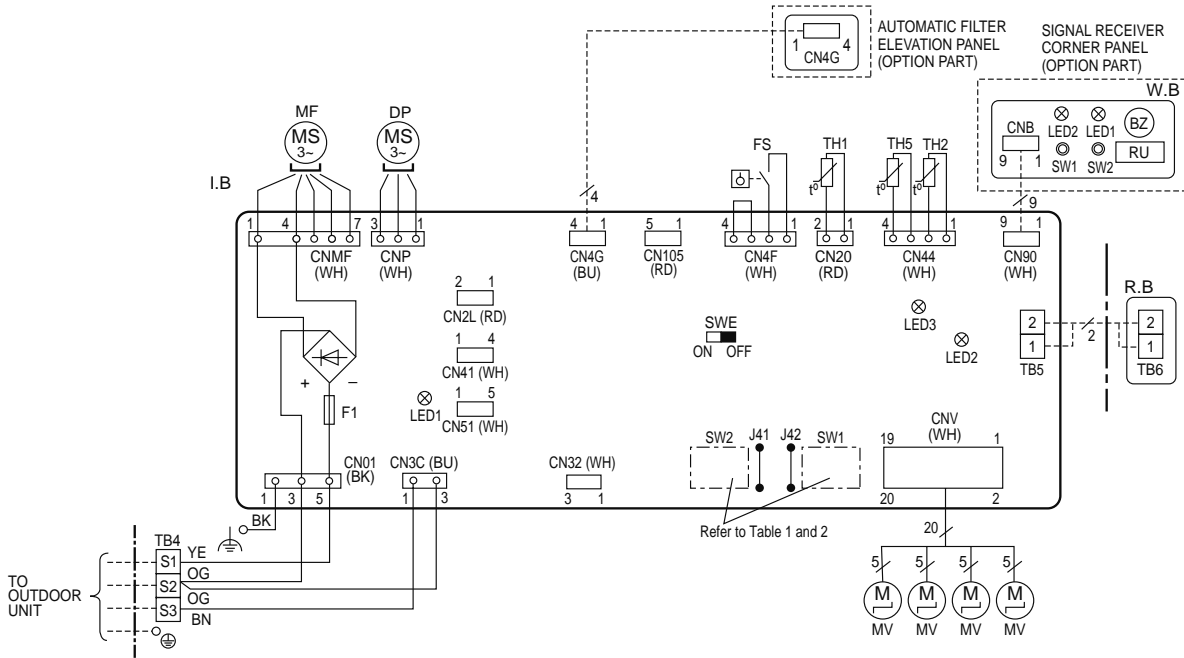 AUTOMATIC FILTER
ELEVATION PANEL
(OPTION PART)
1 4
CN4G
SIGNAL RECEIVER
CORNER PANEL
(OPTION PART)
W.B
CNB
9 1
LED2
LED1
BZ
SW1
SW2
RU
MF
MS
3~
DP
MS
3~
FS
TH1
t°
TH5
t°
TH2
t°
4
9
I.B
1 4 7
CNMF
(WH)
3 1
CNP
(WH)
4 1
CN4G
(BU)
5 1
CN105
(RD)
4 1
CN4F
(WH)
2 1
CN20
(RD)
4 1
CN44
(WH)
9 1
CN90
(WH)
R.B
2 1
CN2L (RD)
1 4
CN41 (WH)
1 5
CN51 (WH)
LED1
SWE
ON OFF
LED3
LED2
2
1
TB5
2
2
1
TB6
+ −
F1
CN01
(BK)
1 3 5
CN3C (BU)
1 3
CN32 (WH)
3 1
SW2
J41
J42
SW1
CNV
(WH)
19 1
20 2
Refer to Table 1 and 2
BK
TB4
S1
YE
OG
S2
OG
S3
BN
TO
OUTDOOR
UNIT
20
5 5 5 5
M M M M
MV MV MV MV